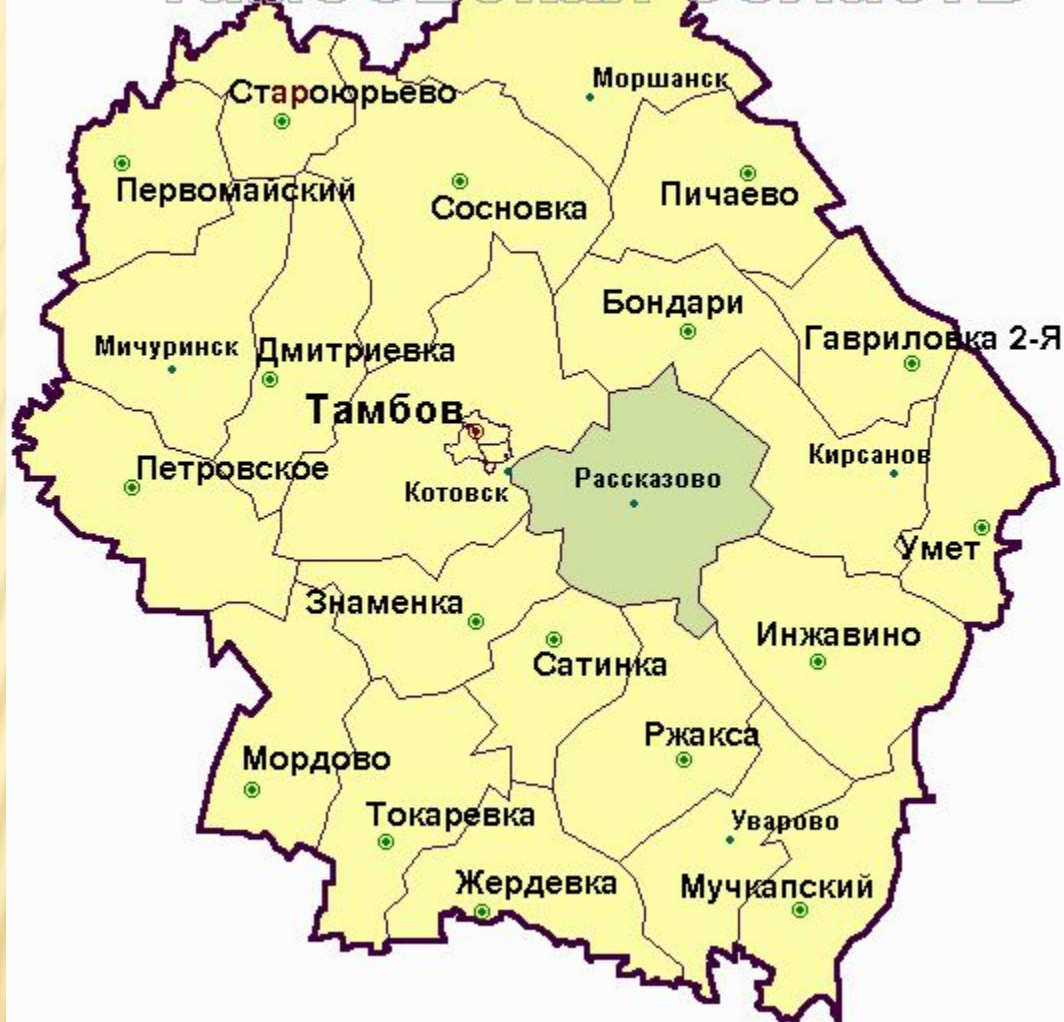 Моршанск
Староюрьево
Первомайский
Сосновка
Пичаево
Бондари
Гавриловка 2-Я
Мичуринск
Дмитриевка
Тамбов
Петровское
Котовск
Рассказово
Кирсанов
Умет
Знаменка
Сатинка
Инжавино
Ржакса
Мордово
Токаревка
Уварово
Жердевка
Мучкапский